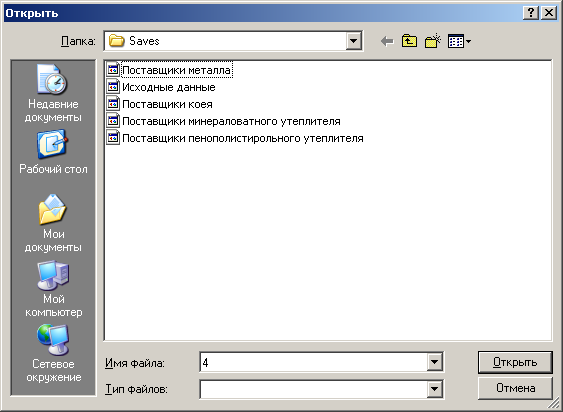 Открыть
Папка: Saves
Недавние
документы
Рабочий стол
Мои
документы
Мой
компьютер
Сетевое
окружение
Поставщики металла
Исходные данные
Поставщики коея
Поставщики минераловатного утеплителя
Поставщики пенополистирольного утеплителя
Имя файла: 4 Открыть
Тип файлов: Отмена